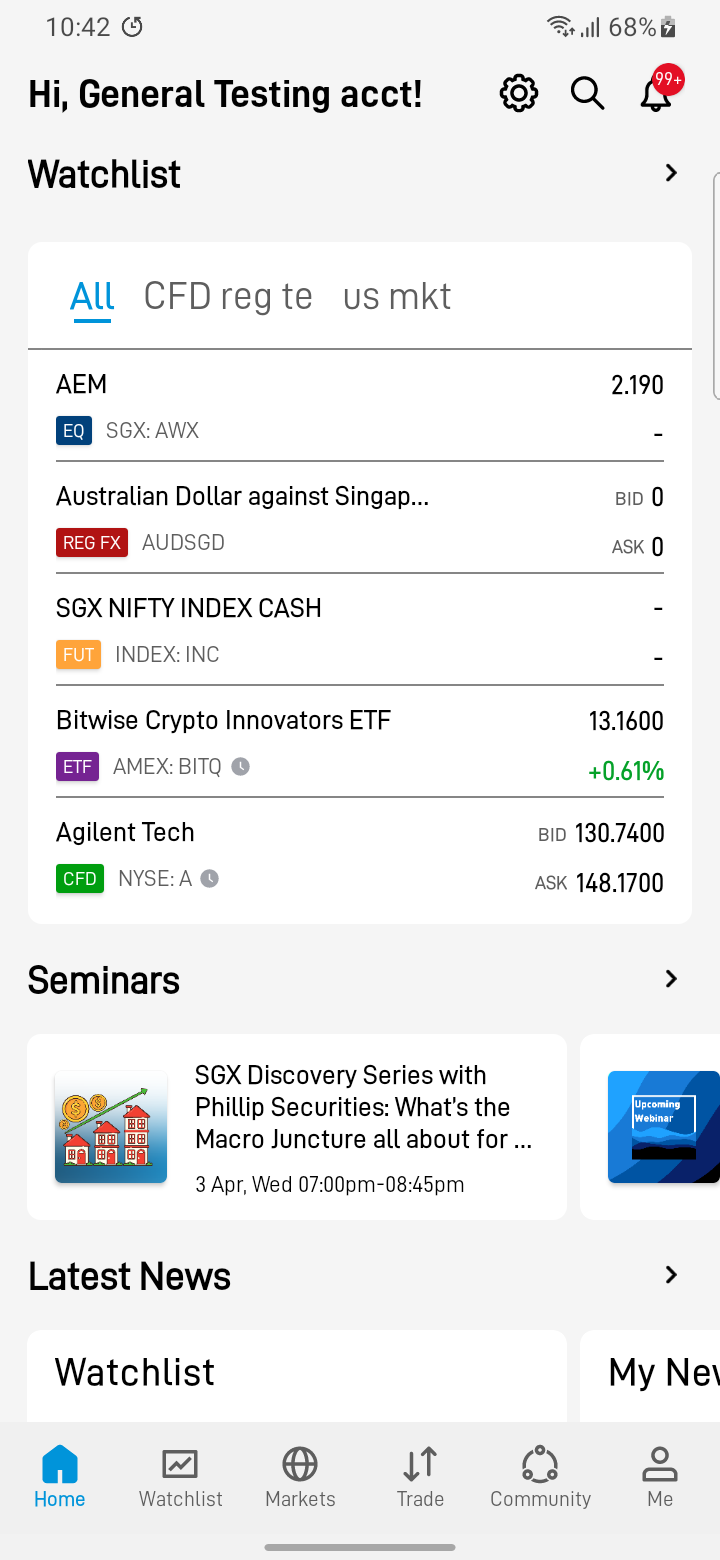 10:42
68%
Hi, General Testing acct!
99+
Watchlist
All CFD reg te us mkt
AEM
2.190
EQ SGX: AWX
-
Australian Dollar against Singap...
BID 0
REG FX AUDSGD
ASK 0
SGX NIFTY INDEX CASH
-
FUT INDEX: INC
-
Bitwise Crypto Innovators ETF
13.1600
ETF AMEX: BITQ
+0.61%
Agilent Tech
BID 130.7400
CFD NYSE: A
ASK 148.1700
Seminars
SGX Discovery Series with
Phillip Securities: What's the
Macro Juncture all about for ...
3 Apr, Wed 07:00pm-08:45pm
Upcoming
Webinar
Latest News
Watchlist
My New
Home Watchlist Markets Trade Community Me